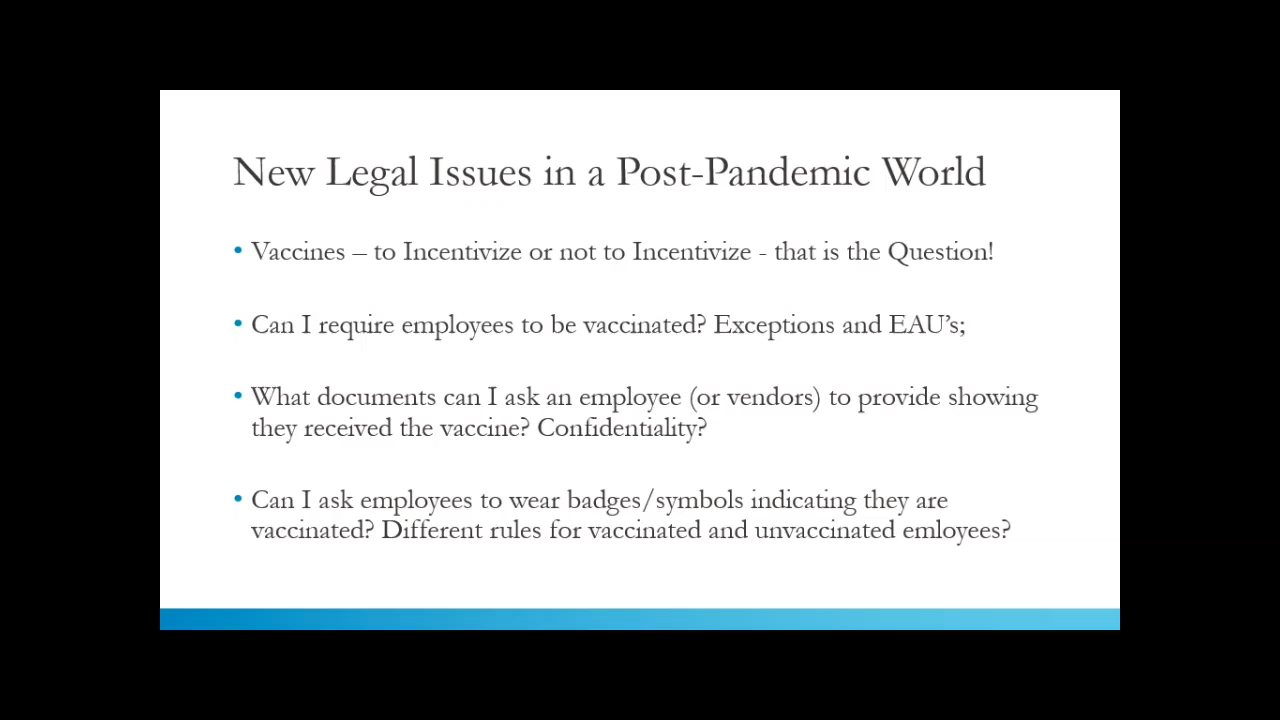 New Legal Issues in a Post-Pandemic World
• Vaccines – to Incentivize or not to Incentivize - that is the Question!
• Can I require employees to be vaccinated? Exceptions and EAU’s;
• What documents can I ask an employee (or vendors) to provide showing
they received the vaccine? Confidentiality?
• Can I ask employees to wear badges/symbols indicating they are
vaccinated? Different rules for vaccinated and unvaccinated emloyees?